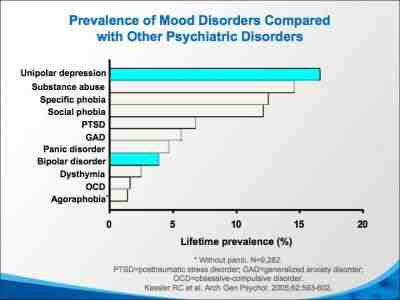 Prevalence of Mood Disorders Compared
with Other Psychiatric Disorders
Unipolar depression
Substance abuse
Specific phobia
Social phobia
PTSD
GAD
Panic disorder
Bipolar disorder
Dysthymia
OCD
Agoraphobia*
0
5
10
15
20
Lifetime prevalence (%)
* Without panic. N=9,282.
PTSD=posttraumatic stress disorder; GAD=generalized anxiety disorder;
OCD=obsessive-compulsive disorder.
Kessler RC et al. Arch Gen Psychol. 2005;62:593-602.